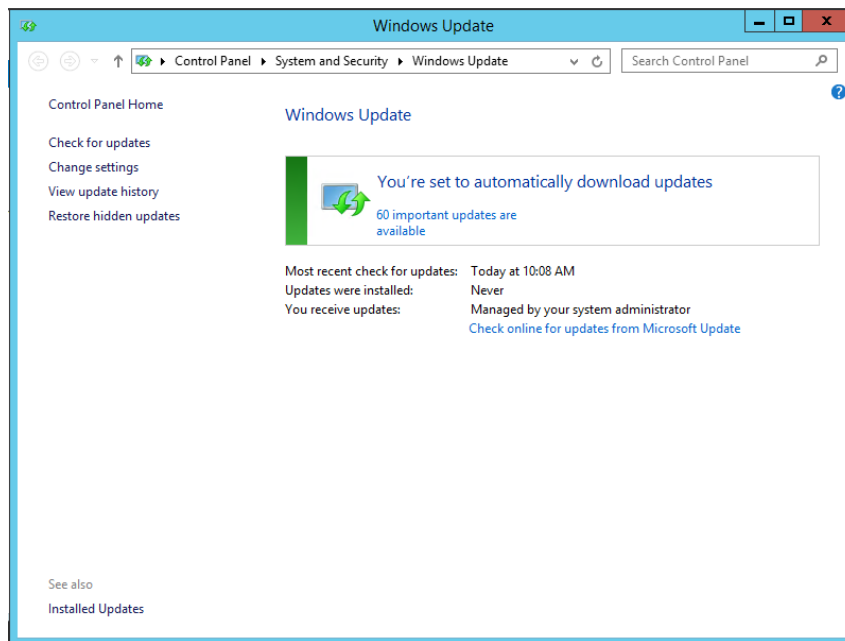 Windows Update
Control Panel System and Security Windows Update
Search Control Panel
Control Panel Home
Check for updates
Change settings
View update history
Restore hidden updates
Windows Update
You're set to automatically download updates
60 important updates are
available
Most recent check for updates: Today at 10:08 AM
Updates were installed: Never
You receive updates: Managed by your system administrator
Check online for updates from Microsoft Update
See also
Installed Updates